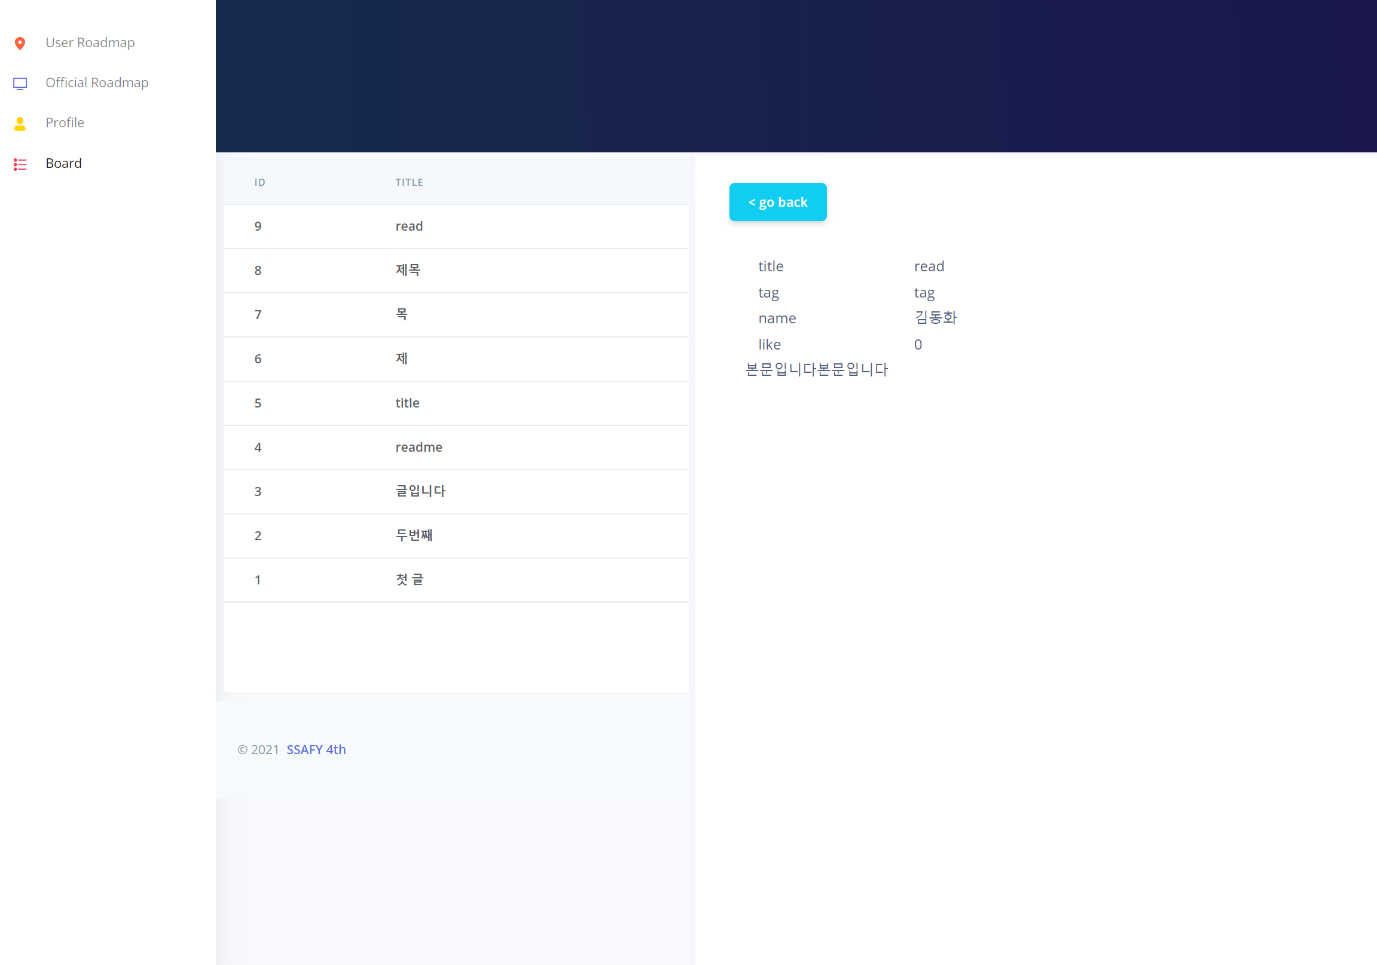 User Roadmap
Official Roadmap
Profile
Board
ID TITLE
9 read
8 제목
7 목
6 제
5 title
4 readme
3 글입니다
2 두번째
1 첫 글
© 2021 SSAFY 4th
< go back
title read
tag tag
name 김동화
like 0
본문입니다본문입니다